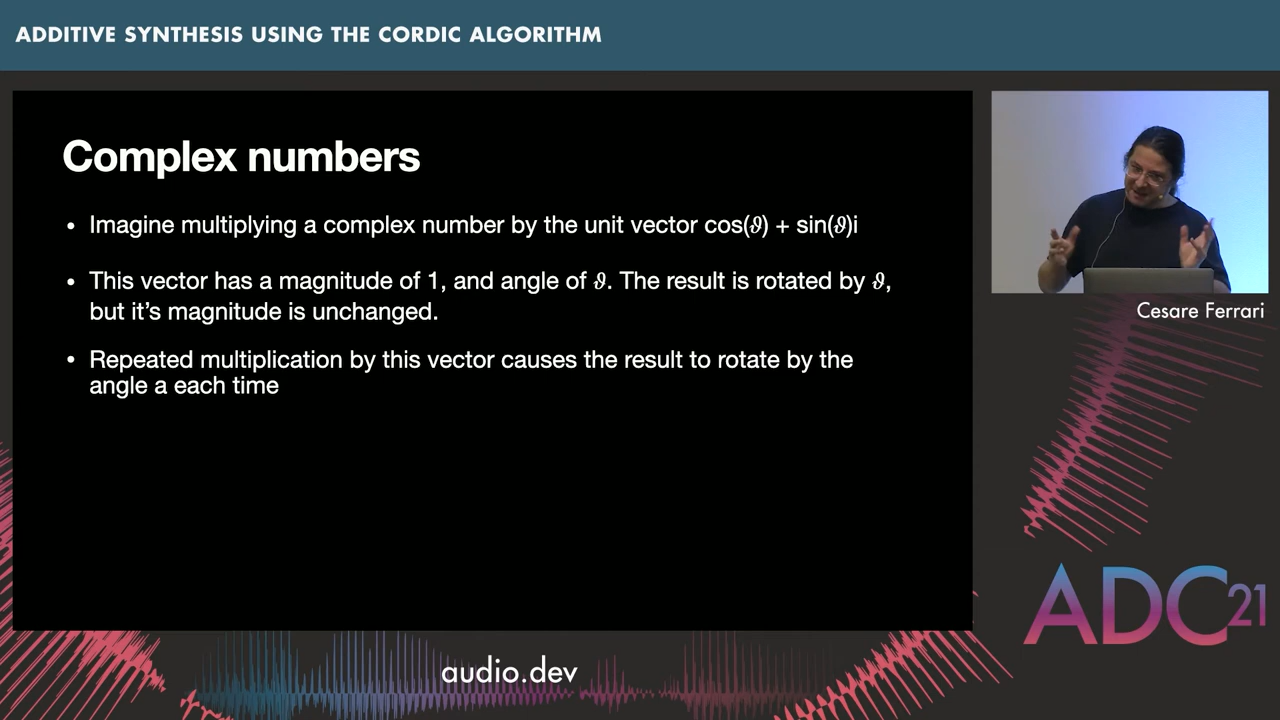 ADDITIVE SYNTHESIS USING THE CORDIC ALGORITHM
Complex numbers
• Imagine multiplying a complex number by the unit vector cos(𝜗) + sin(𝜗)i
• This vector has a magnitude of 1, and angle of 𝜗. The result is rotated by 𝜗,
but it’s magnitude is unchanged.
• Repeated multiplication by this vector causes the result to rotate by the
angle a each time
Cesare Ferrari
ADC21
audio.dev